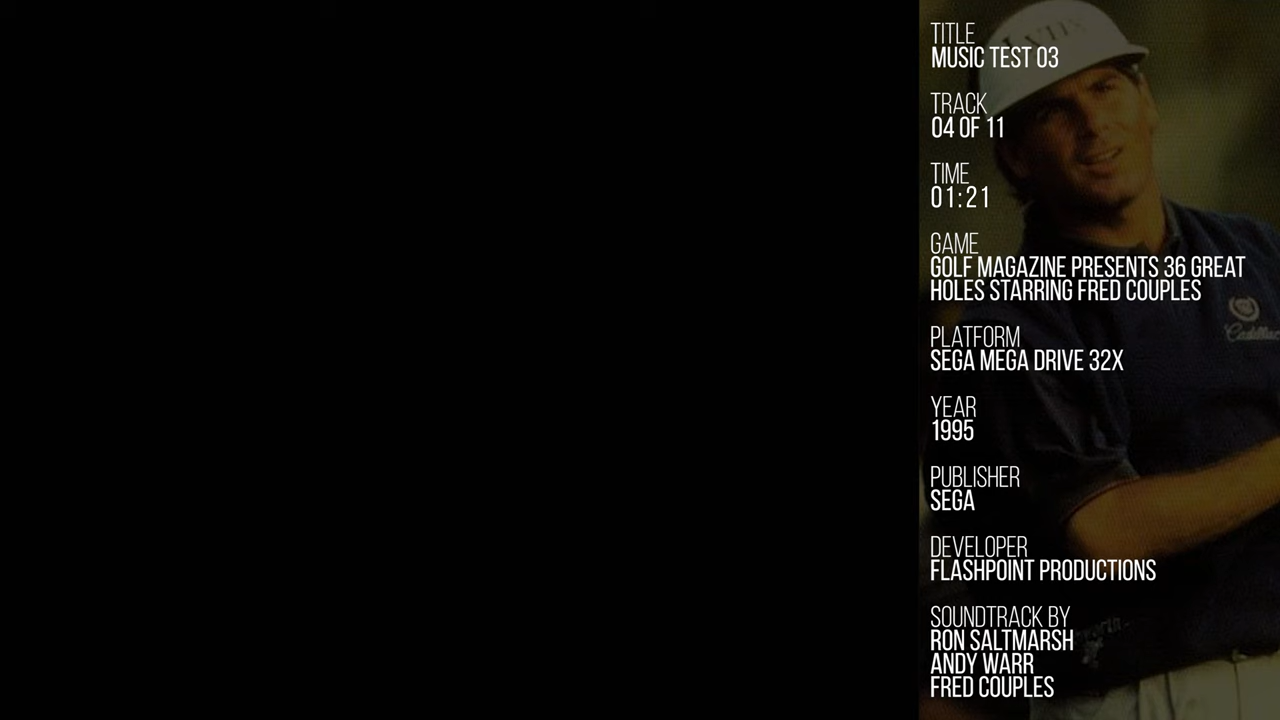 TITLE
MUSIC TEST 03
TRACK
04 OF 11
TIME
01:21
GAME
GOLF MAGAZINE PRESENTS 36 GREAT
HOLES STARRING FRED COUPLES
PLATFORM
SEGA MEGA DRIVE 32X
YEAR
1995
PUBLISHER
SEGA
DEVELOPER
FLASHPOINT PRODUCTIONS
SOUNDTRACK BY
RON SALTMARSH
ANDY WARR
FRED COUPLES